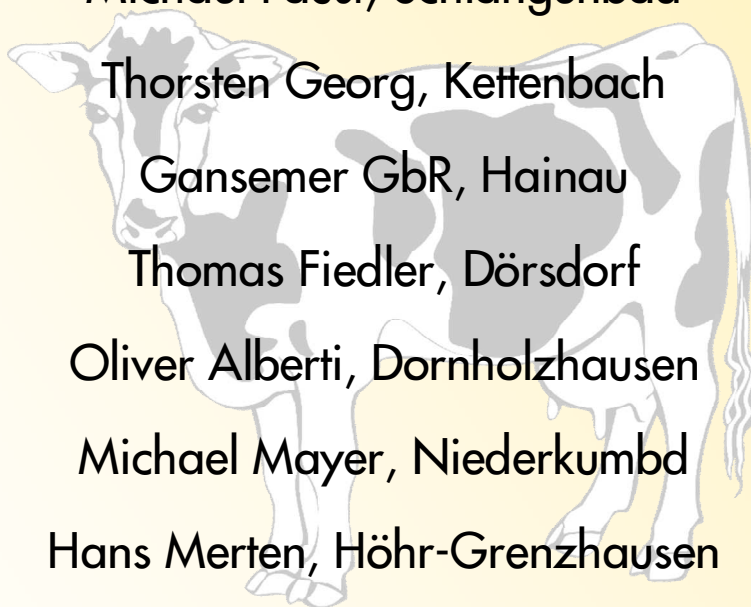 Thorsten Georg, Kettenbach
Gansemer GbR, Hainau
Thomas Fiedler, Dörsdorf
Oliver Alberti, Dornholzhausen
Michael Mayer, Niederkumbd
Hans Merten, Höhr-Grenzhausen